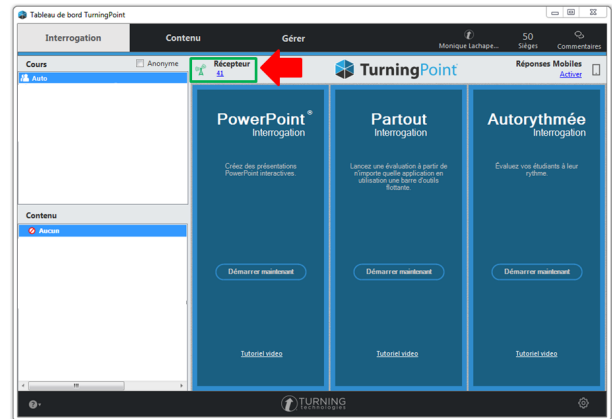 Tableau de bord TurningPoint
Interrogation
Contenu
Gérer
Monique Lachape...
50
Sièges
Commentaires
Cours
Anonyme
Récepteur
41
TurningPoint
Réponses Mobiles
Activer
Auto
PowerPoint®
Interrogation
Créez des présentations
PowerPoint interactives.
Démarrer maintenant
Tutoriel video
Partout
Interrogation
Lancez une évaluation à partir de
n'importe quelle application en
utilisation une barre d'outils
flottante.
Démarrer maintenant
Tutoriel video
Autorythmée
Interrogation
Évaluez vos étudiants à leur
rythme.
Démarrer maintenant
Tutoriel video
Contenu
Aucun
TURNING
Technologies